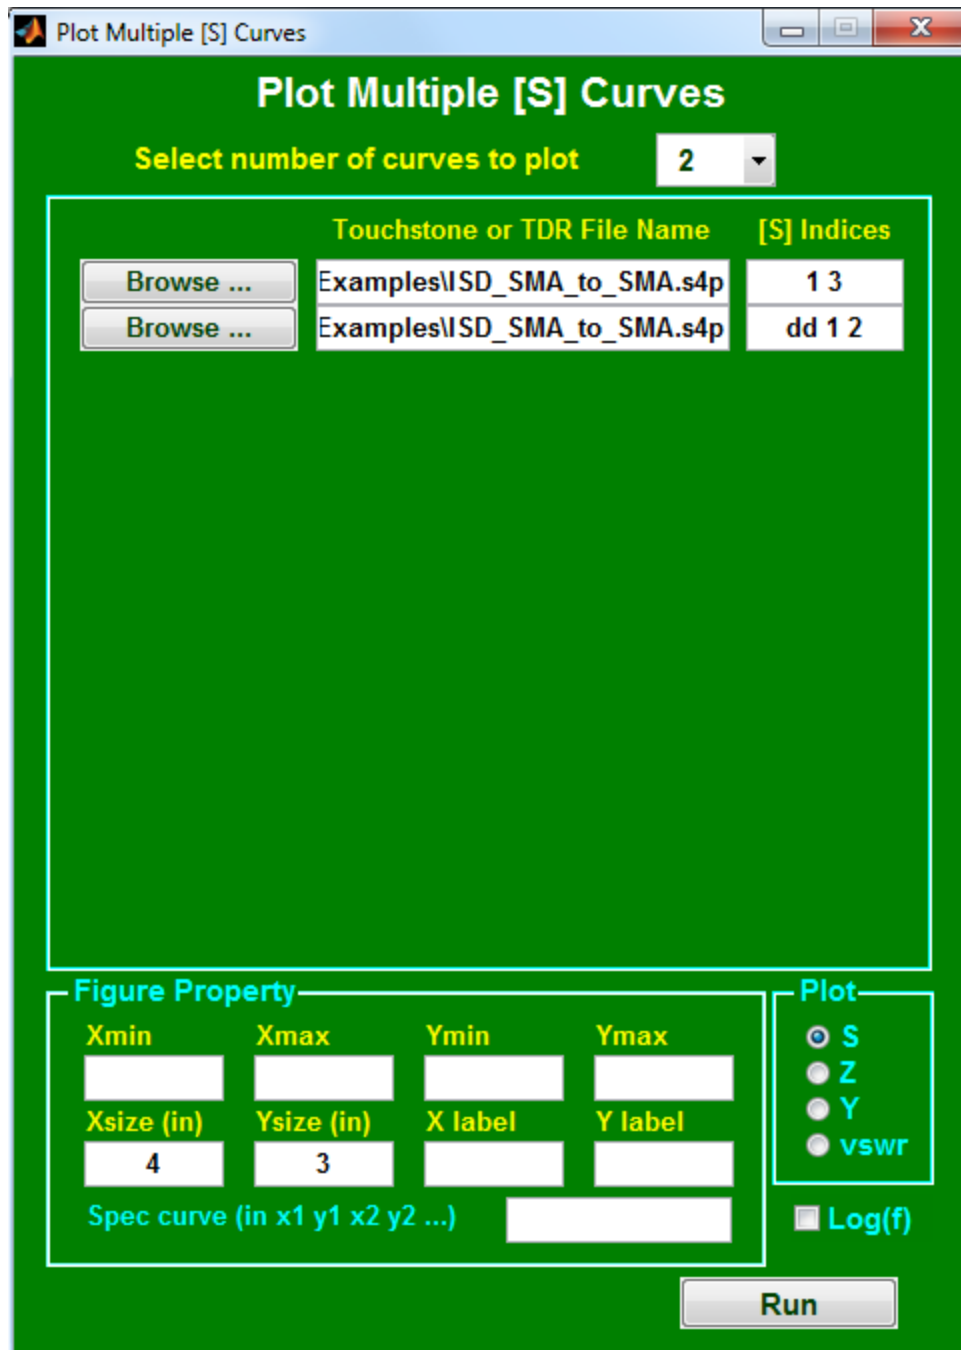 Plot Multiple [S] Curves
Plot Multiple [S] Curves
Select number of curves to plot 2
Touchstone or TDR File Name [S] Indices
Browse ... Examples\ISD_SMA_to_SMA.s4p 1 3
Browse ... Examples\ISD_SMA_to_SMA.s4p dd 1 2
Figure Property
Xmin Xmax Ymin Ymax
Xsize (in) Ysize (in) X label Y label
4 3
Spec curve (in x1 y1 x2 y2 ...)
Plot
S
Z
Y
vswr
Log(f)
Run